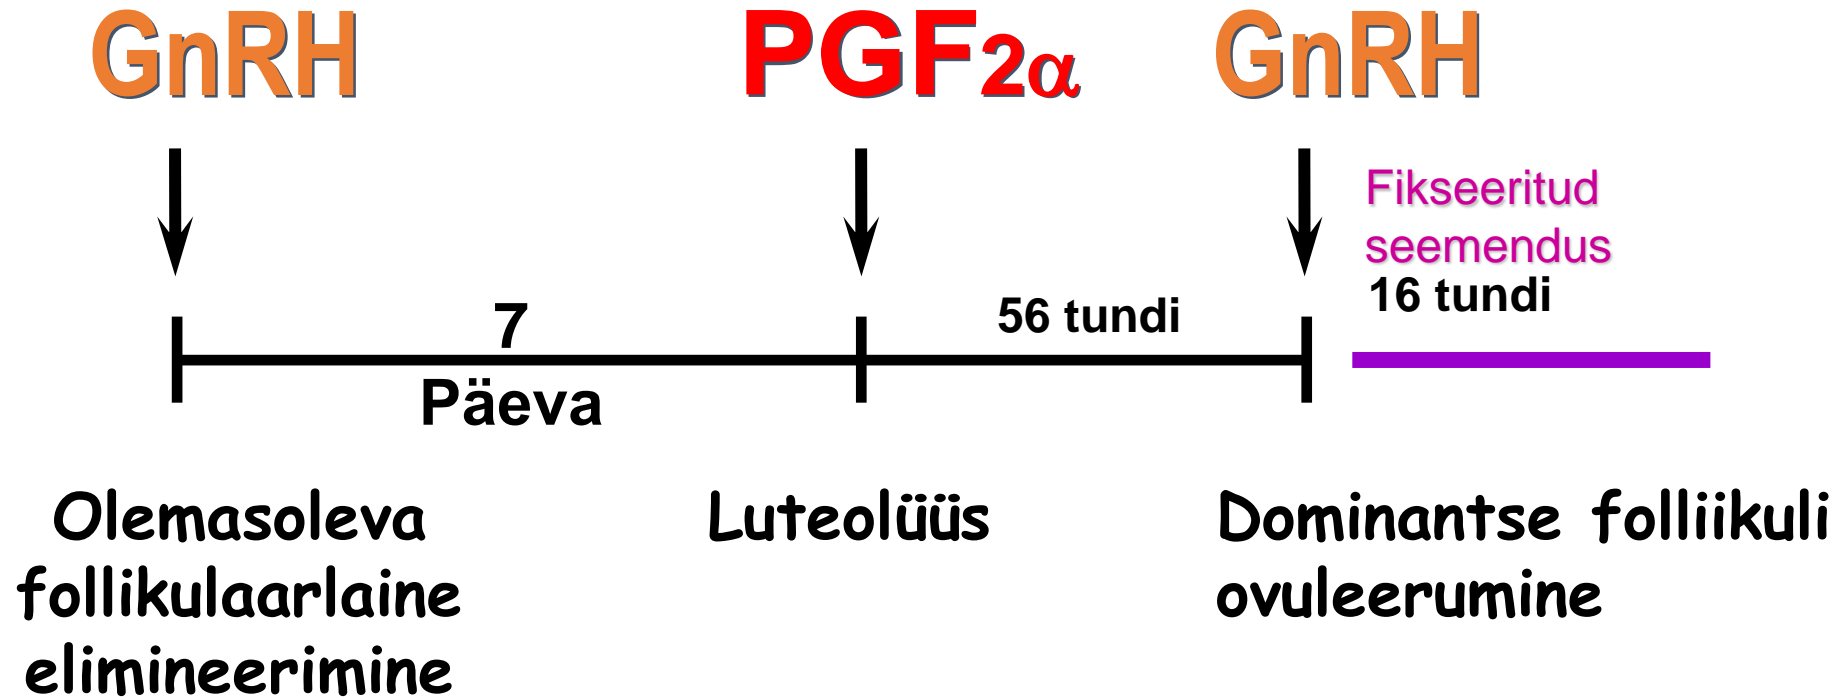 GnRH
PGF2α
GnRH
Fikseeritud
seemendus
16 tundi
7
Päeva
56 tundi
Olemasoleva
follikulaarlaine
elimineerimine
Luteolüüs
Dominantse folliikuli
ovuleerumine